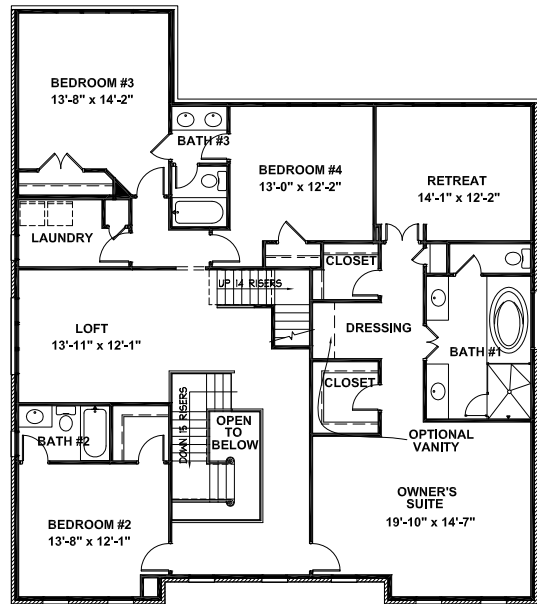 BEDROOM #3
13'-8" x 14'-2"
BATH #3
BEDROOM #4
13'-0" x 12'-2"
RETREAT
14'-1" x 12'-2"
LAUNDRY
CLOSET
UP 14 RISERS
LOFT
13'-11" x 12'-1"
DRESSING
BATH #1
CLOSET
DOWN 15 RISERS
OPEN
TO
BELOW
BATH #2
OPTIONAL
VANITY
OWNER'S
SUITE
19'-10" x 14'-7"
BEDROOM #2
13'-8" x 12'-1"